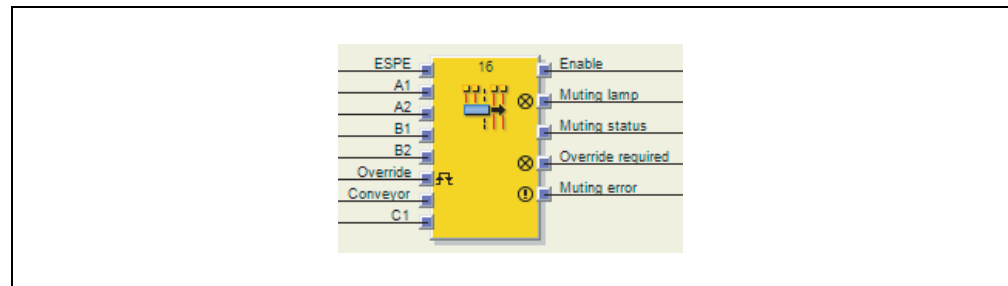 ESPE
16
Enable
A1
Muting lamp
A2
B1
Muting status
B2
Override required
Override
Conveyor
Muting error
C1